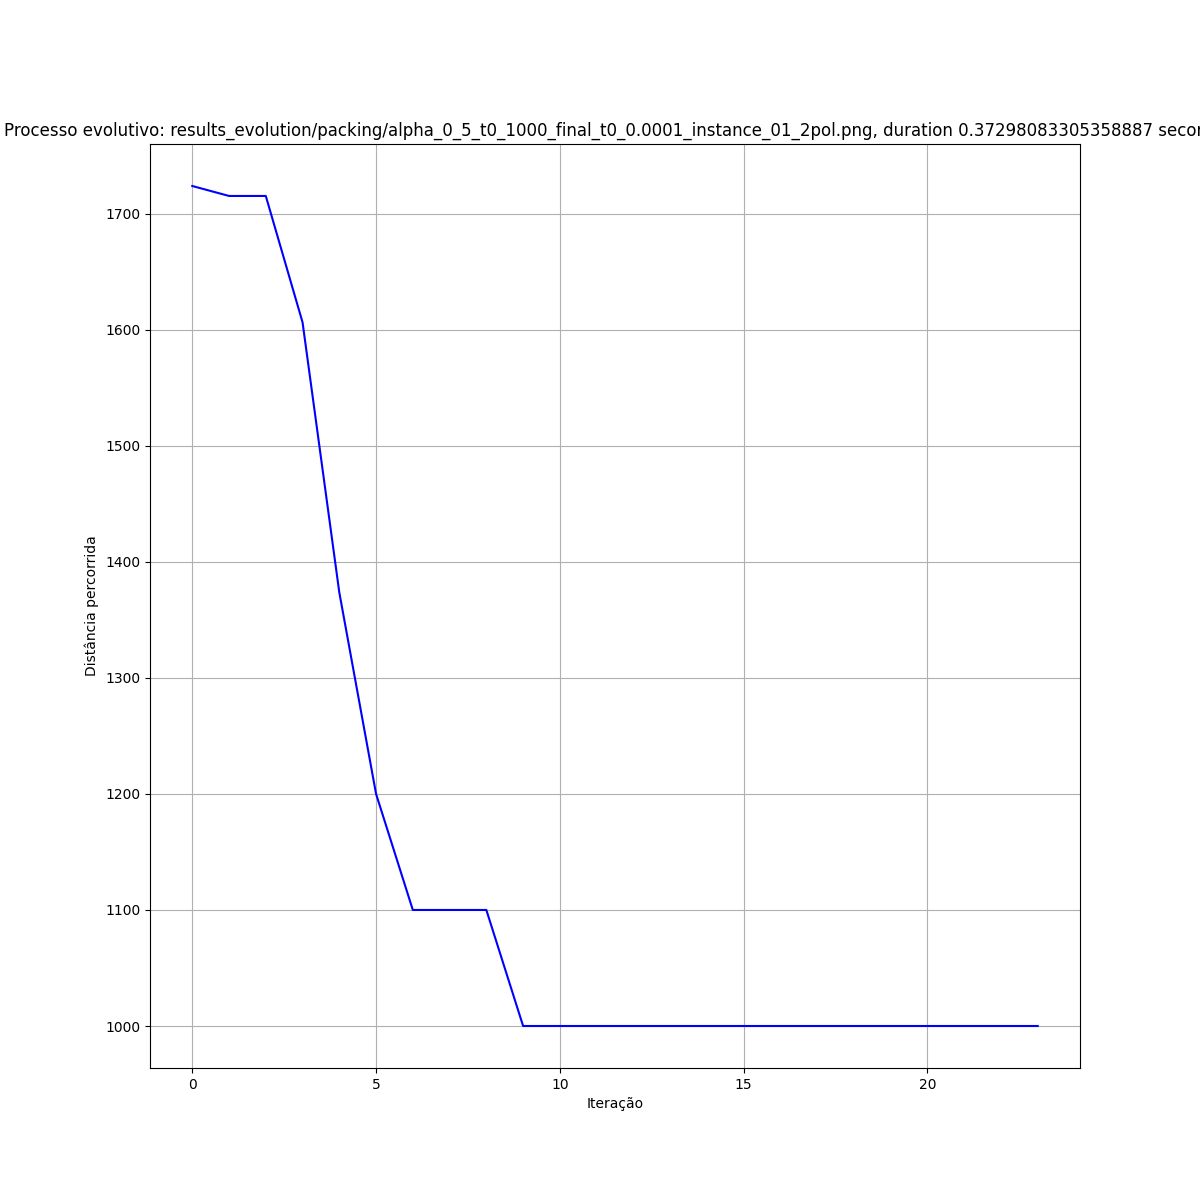 Processo evolutivo: results_evolution/packing/alpha_0_5_t0_1000_final_t0_0.0001_instance_01_2pol.png, duration 0.37298083305358887
1700
1600
1500
1400
1300
1200
1100
1000
Distância percorrida
0 5 10 15 20
Iteração